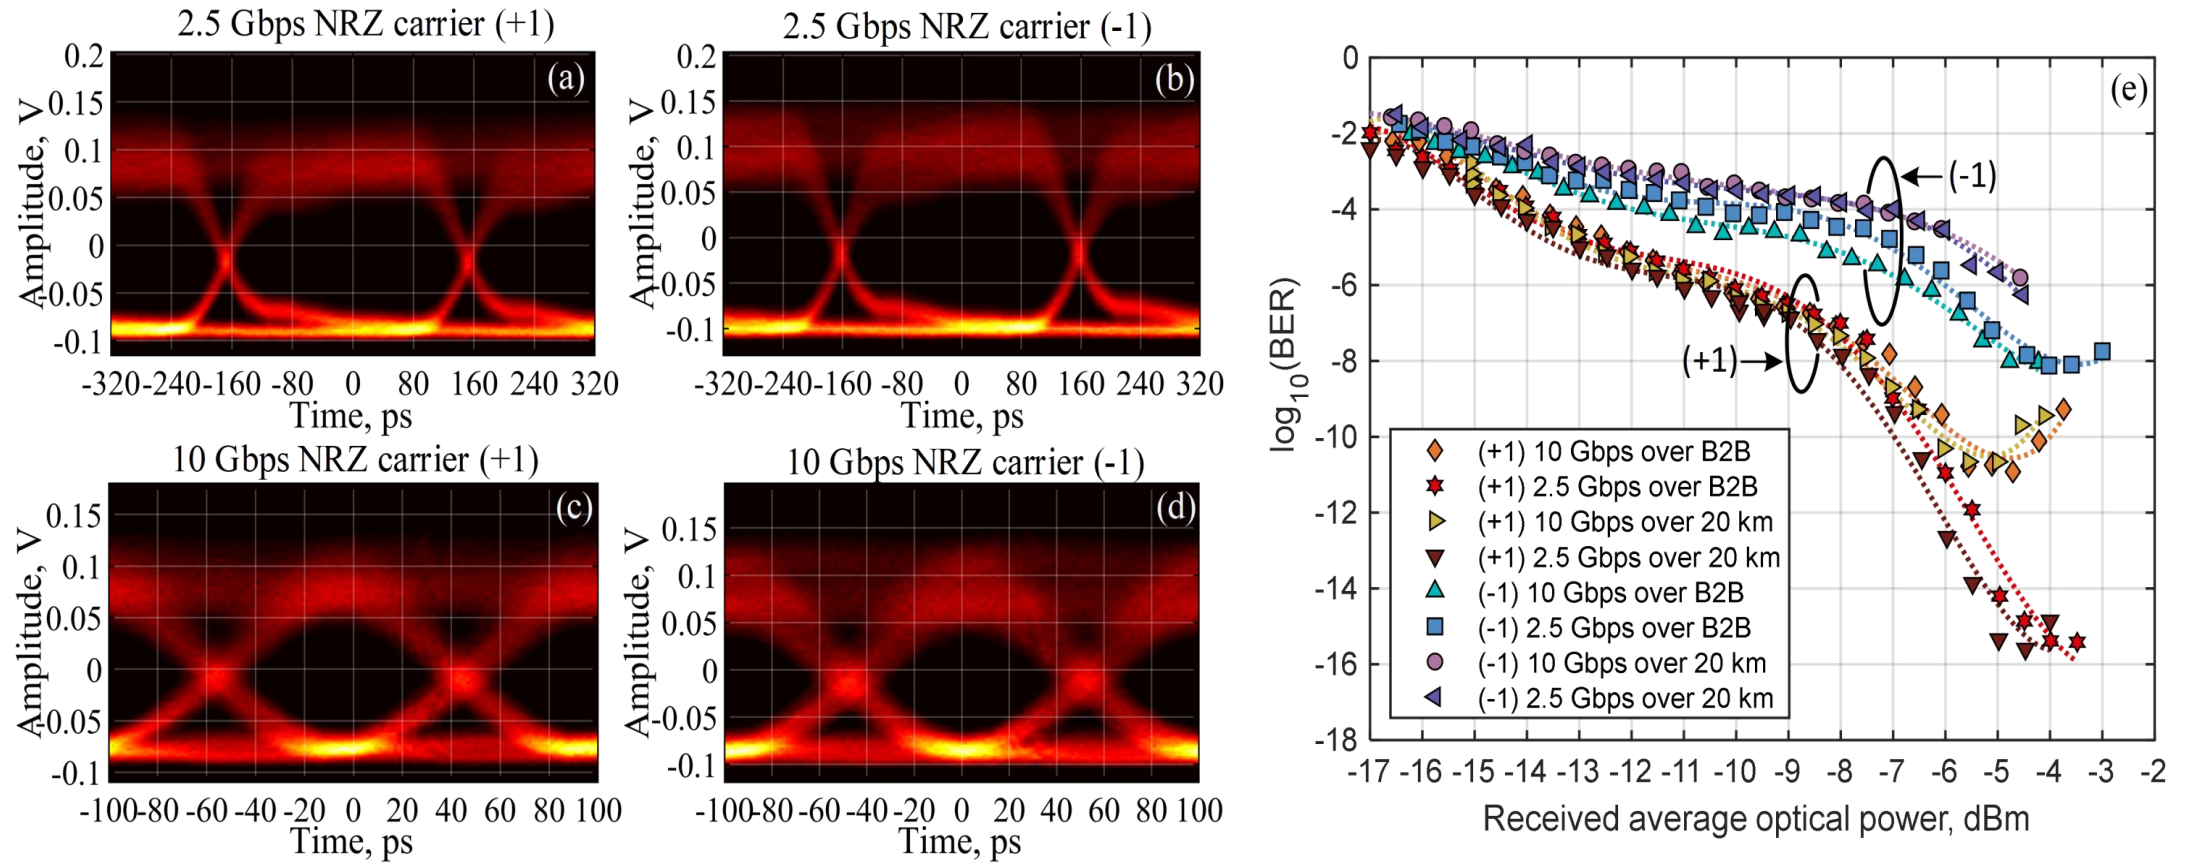 2.5 Gbps NRZ carrier (+1)
(a)
Amplitude, V
0.2
0.15
0.1
0.05
0
-0.05
-0.1
-320 -240 -160 -80 0 80 160 240 320
Time, ps
2.5 Gbps NRZ carrier (-1)
(b)
Amplitude, V
0.2
0.15
0.1
0.05
0
-0.05
-0.1
-320 -240 -160 -80 0 80 160 240 320
Time, ps
10 Gbps NRZ carrier (+1)
(c)
Amplitude, V
0.15
0.1
0.05
0
-0.05
-0.1
-100 -80 -60 -40 -20 0 20 40 60 80 100
Time, ps
10 Gbps NRZ carrier (-1)
(d)
Amplitude, V
0.15
0.1
0.05
0
-0.05
-0.1
-100 -80 -60 -40 -20 0 20 40 60 80 100
Time, ps
(e)
log10(BER)
0
-2
-4
-6
-8
-10
-12
-14
-16
-18
(-1)
(+1)
(+1) 10 Gbps over B2B
(+1) 2.5 Gbps over B2B
(+1) 10 Gbps over 20 km
(+1) 2.5 Gbps over 20 km
(-1) 10 Gbps over B2B
(-1) 2.5 Gbps over B2B
(-1) 10 Gbps over 20 km
(-1) 2.5 Gbps over 20 km
-17 -16 -15 -14 -13 -12 -11 -10 -9 -8 -7 -6 -5 -4 -3 -2
Received average optical power, dBm